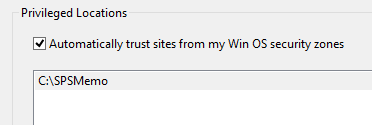 Privileged Locations
Automatically trust sites from my Win OS security zones
C:\SPSMemo